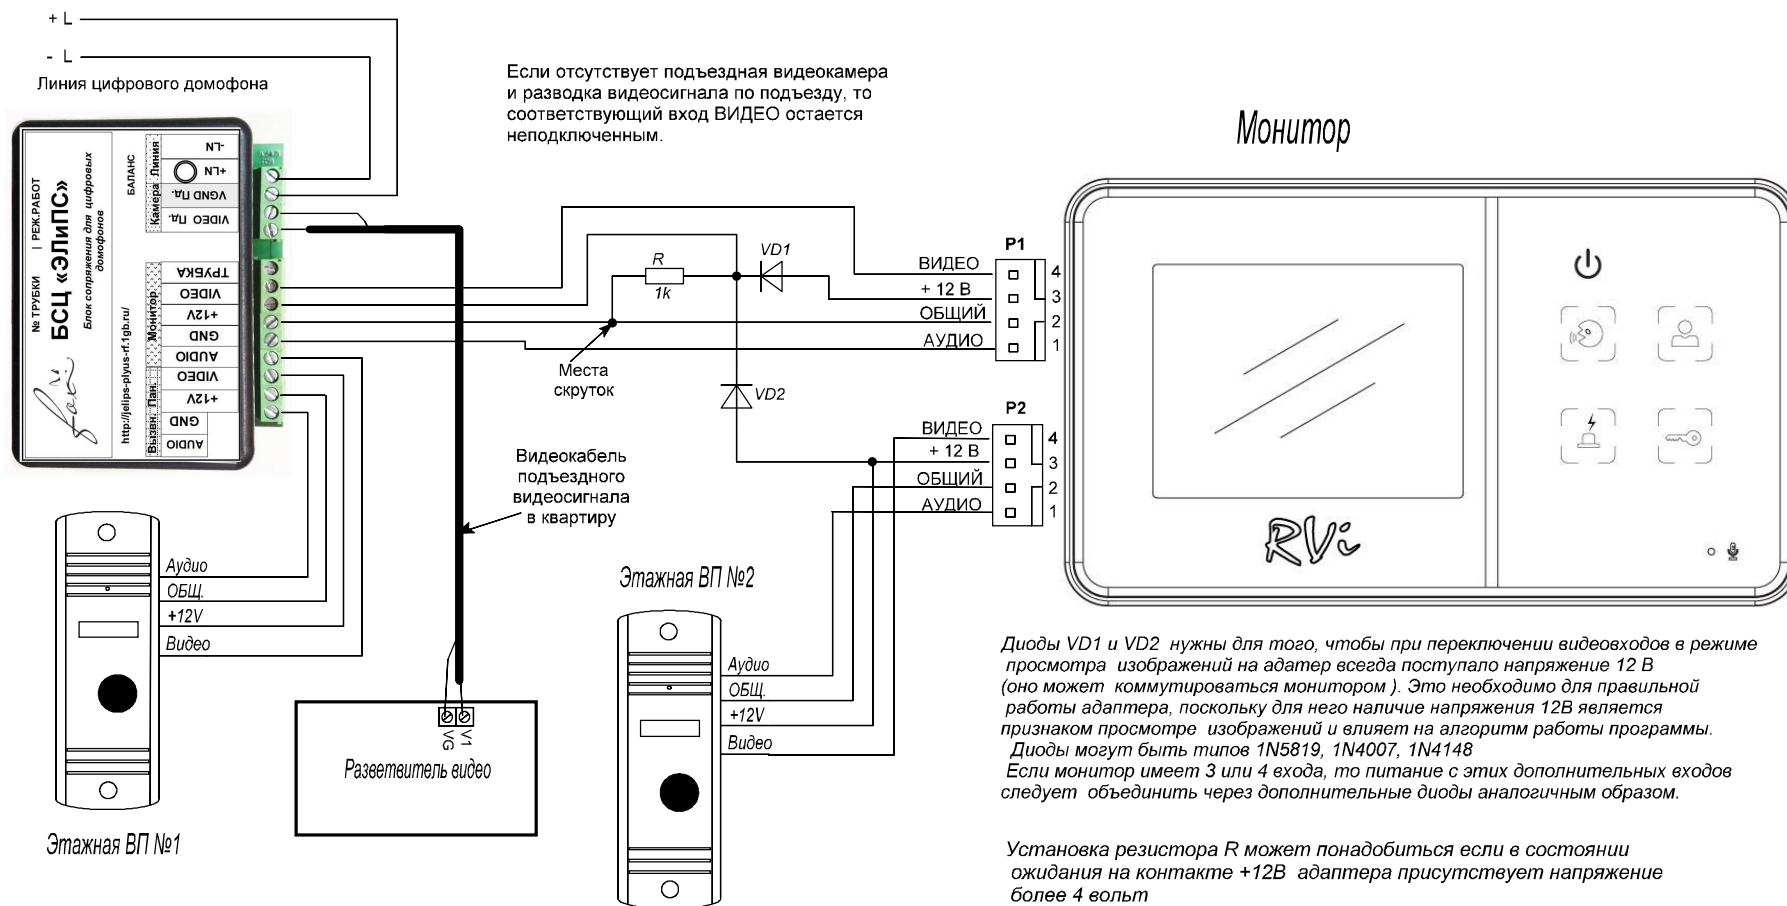 + L
- L
Линия цифрового домофона
Если отсутствует подъездная видеокамера
и разводка видеосигнала по подъезду, то
соответствующий вход ВИДЕО остается
неподключенным.
№ ТРУБКИ | РЕЖ.РАБОТ
БСЦ «ЭЛиПС»
Блок сопряжения для цифровых
домофонов
http://jelips-plyus-rf.1gb.ru/
БАЛАНС
Линия
Камера
Монитор
Вызвн. Пан.
-LN
+LN
VGND Пд.
VIDEO Пд.
ТРУБКА
VIDEO
+12V
GND
AUDIO
VIDEO
+12V
GND
AUDIO
R
1k
VD1
VD2
Места
скруток
Видеокабель
подъездного
видеосигнала
в квартиру
P1
ВИДЕО 4
+ 12 В 3
ОБЩИЙ 2
АУДИО 1
P2
ВИДЕО 4
+ 12 В 3
ОБЩИЙ 2
АУДИО 1
Монитор
RVi
Аудио
ОБЩ.
+12V
Видео
Этажная ВП №1
VG
V1
Разветвитель видео
Этажная ВП №2
Аудио
ОБЩ.
+12V
Видео
Диоды VD1 и VD2 нужны для того, чтобы при переключении видеовходов в режиме
просмотра изображений на адатер всегда поступало напряжение 12 В
(оно может коммутироваться монитором ). Это необходимо для правильной
работы адаптера, поскольку для него наличие напряжения 12В является
признаком просмотре изображений и влияет на алгоритм работы программы.
Диоды могут быть типов 1N5819, 1N4007, 1N4148
Если монитор имеет 3 или 4 входа, то питание с этих дополнительных входов
следует объединить через дополнительные диоды аналогичным образом.
Установка резистора R может понадобиться если в состоянии
ожидания на контакте +12В адаптера присутствует напряжение
более 4 вольт